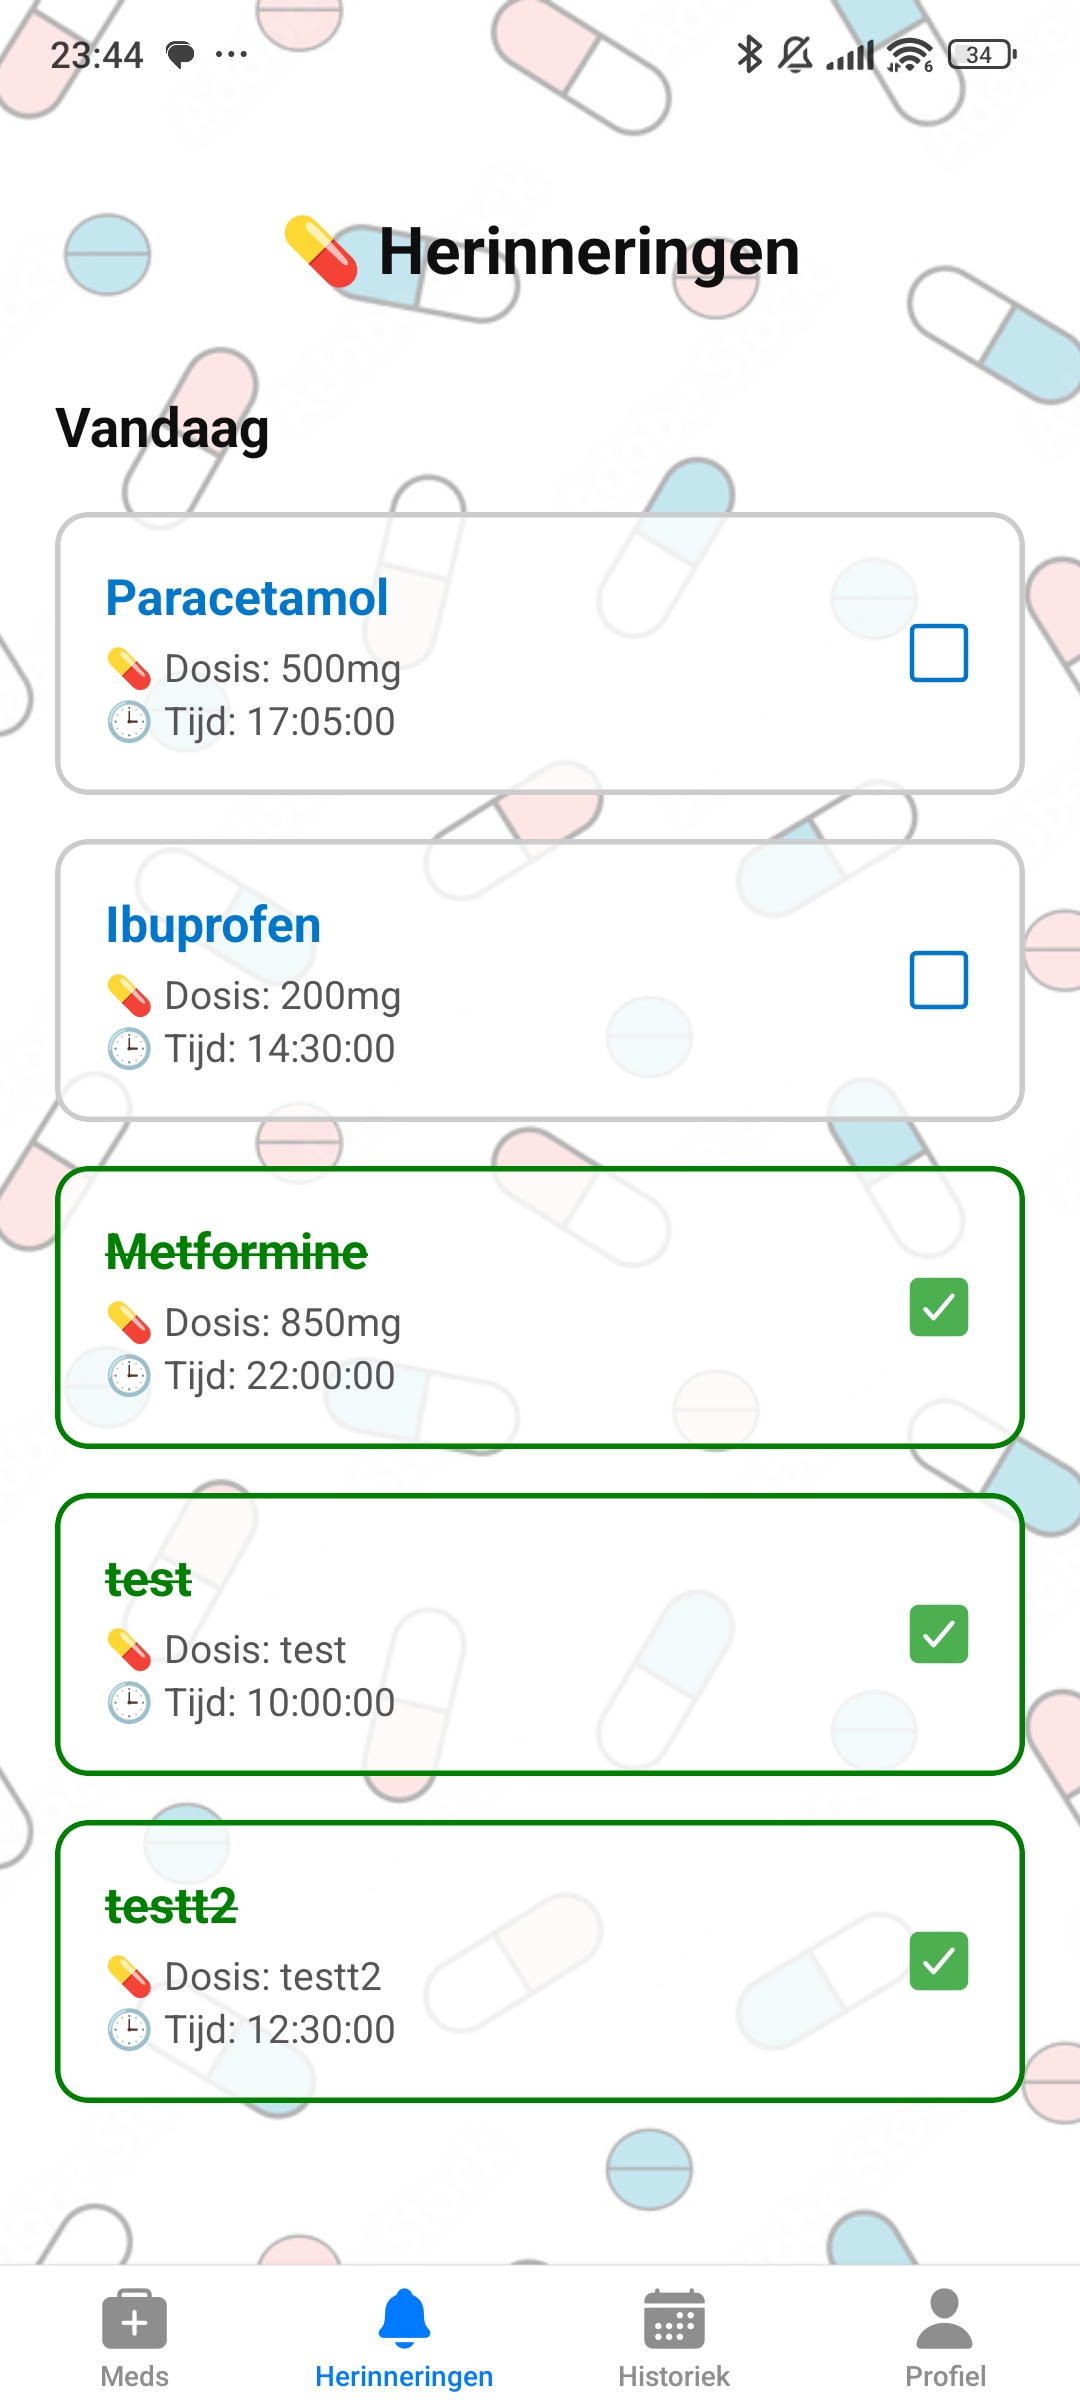 23:44
34
6
Herinneringen
Vandaag
Paracetamol
Dosis: 500mg
Tijd: 17:05:00
Ibuprofen
Dosis: 200mg
Tijd: 14:30:00
Metformine
Dosis: 850mg
Tijd: 22:00:00
test
Dosis: test
Tijd: 10:00:00
testt2
Dosis: testt2
Tijd: 12:30:00
Meds
Herinneringen
Historiek
Profiel